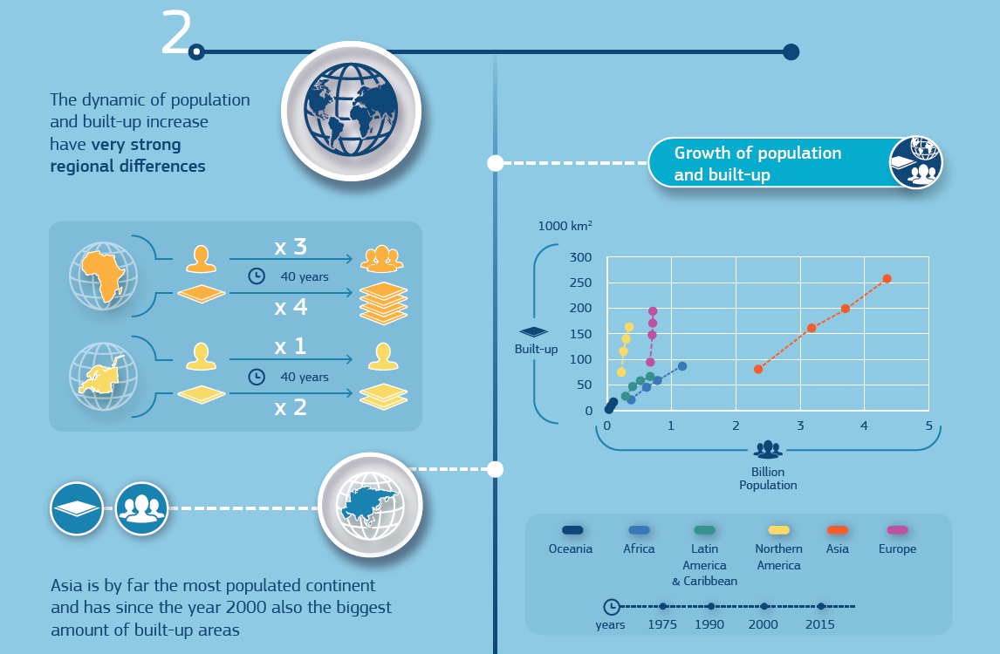 2
The dynamic of population
and built-up increase
have very strong
regional differences
x 3
40 years
x 4
x 1
40 years
x 2
Asia is by far the most populated continent
and has since the year 2000 also the biggest
amount of built-up areas
Growth of population
and built-up
1000 km²
300
250
200
150
100
50
0
Built-up
0 1 2 3 4 5
Billion
Population
Oceania
Africa
Latin
America
& Caribbean
Northern
America
Asia
Europe
years 1975 1990 2000 2015